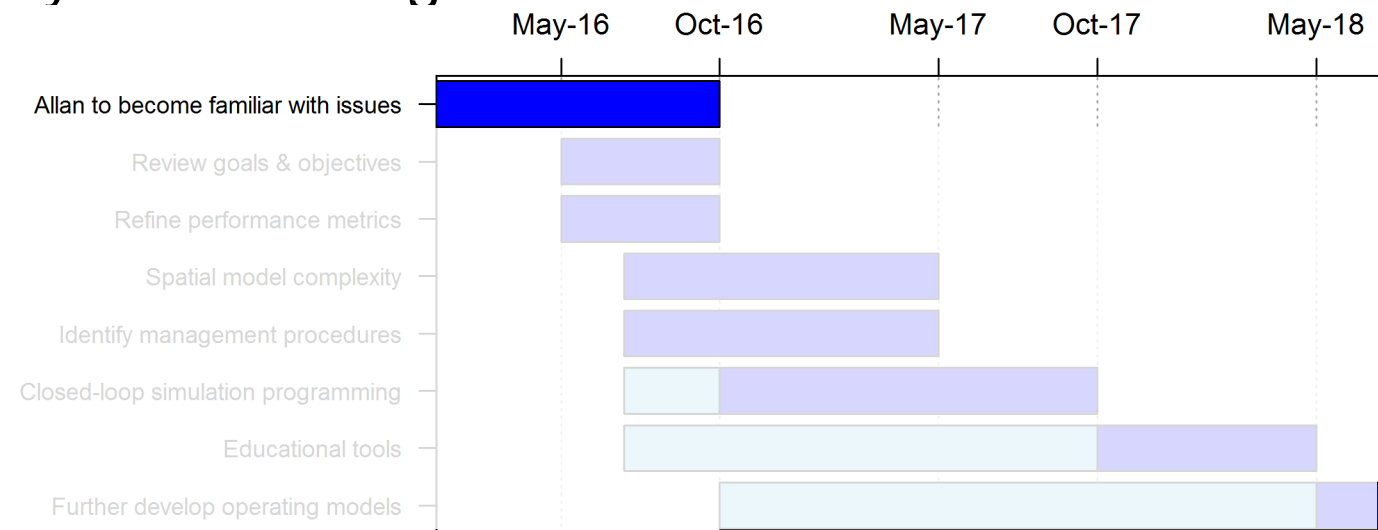 May-16 Oct-16 May-17 Oct-17 May-18
Allan to become familiar with issues
Review goals & objectives
Refine performance metrics
Spatial model complexity
Identify management procedures
Closed-loop simulation programming
Educational tools
Further develop operating models